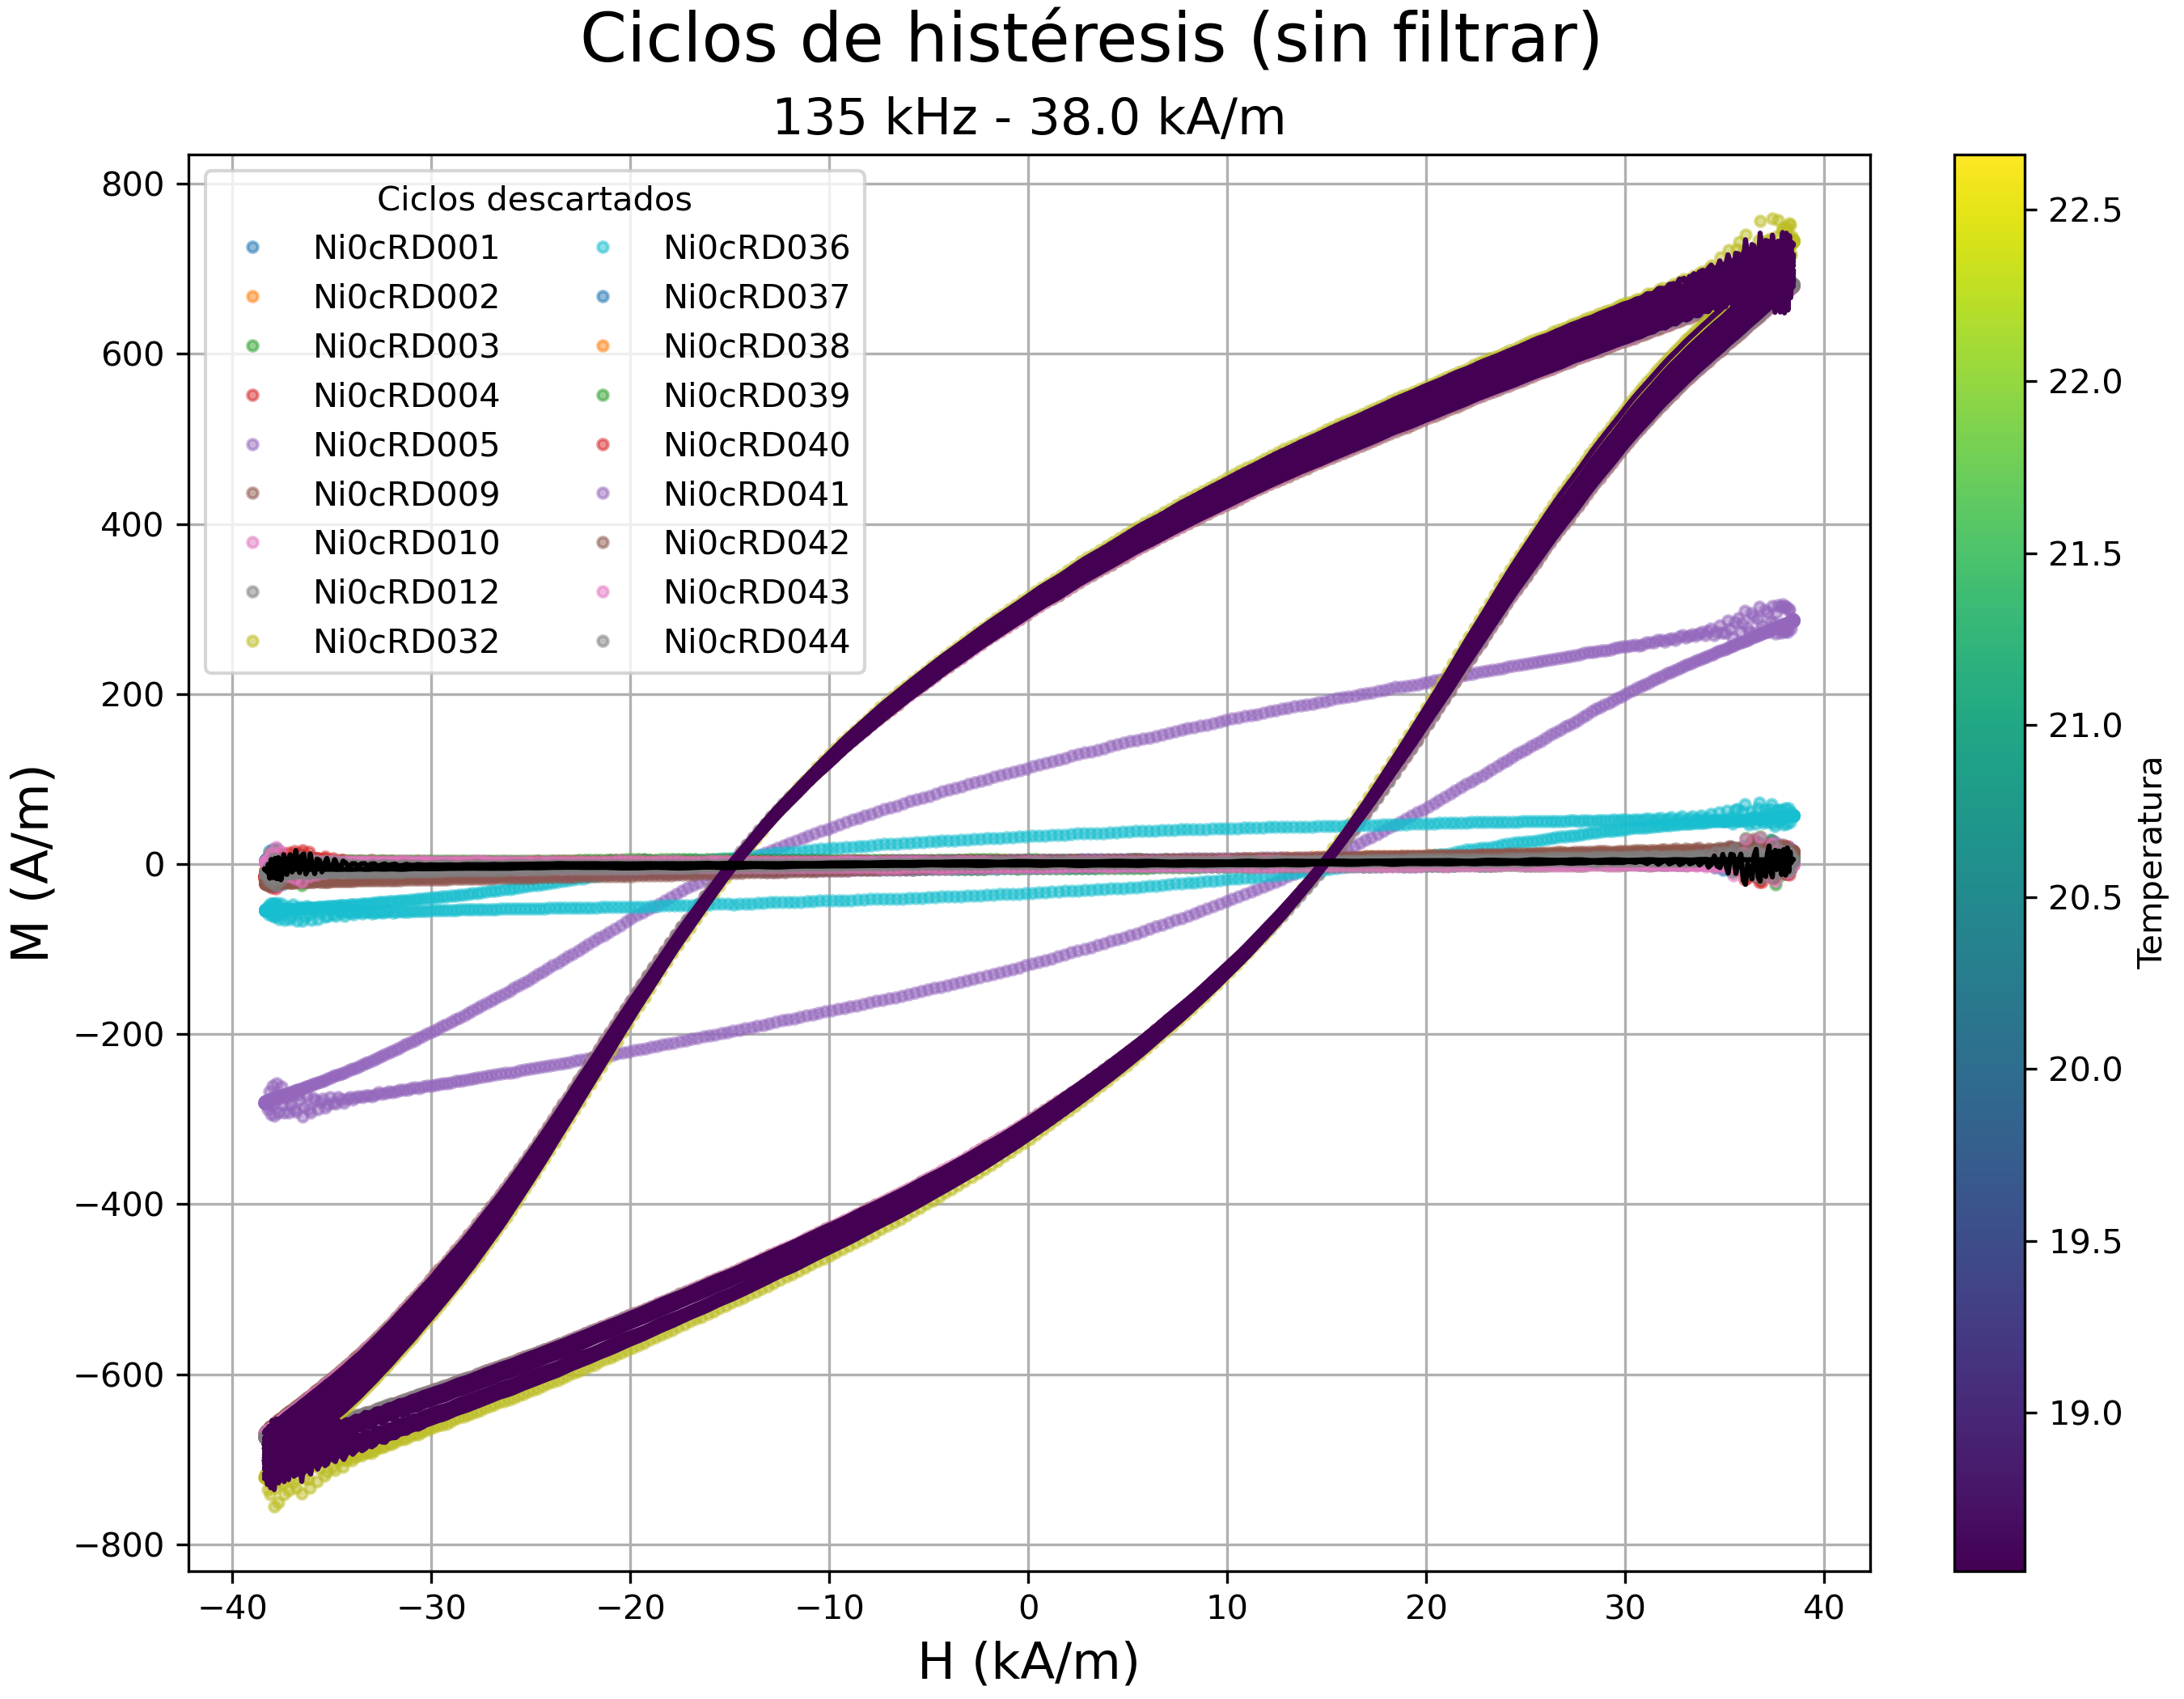 Ciclos de histéresis (sin filtrar)
135 kHz - 38.0 kA/m
Ciclos descartados
Ni0cRD001
Ni0cRD002
Ni0cRD003
Ni0cRD004
Ni0cRD005
Ni0cRD009
Ni0cRD010
Ni0cRD012
Ni0cRD032
Ni0cRD036
Ni0cRD037
Ni0cRD038
Ni0cRD039
Ni0cRD040
Ni0cRD041
Ni0cRD042
Ni0cRD043
Ni0cRD044
M (A/m)
800
600
400
200
0
−200
−400
−600
−800
−40
−30
−20
−10
0
10
20
30
40
H (kA/m)
22.5
22.0
21.5
21.0
20.5
20.0
19.5
19.0
Temperatura